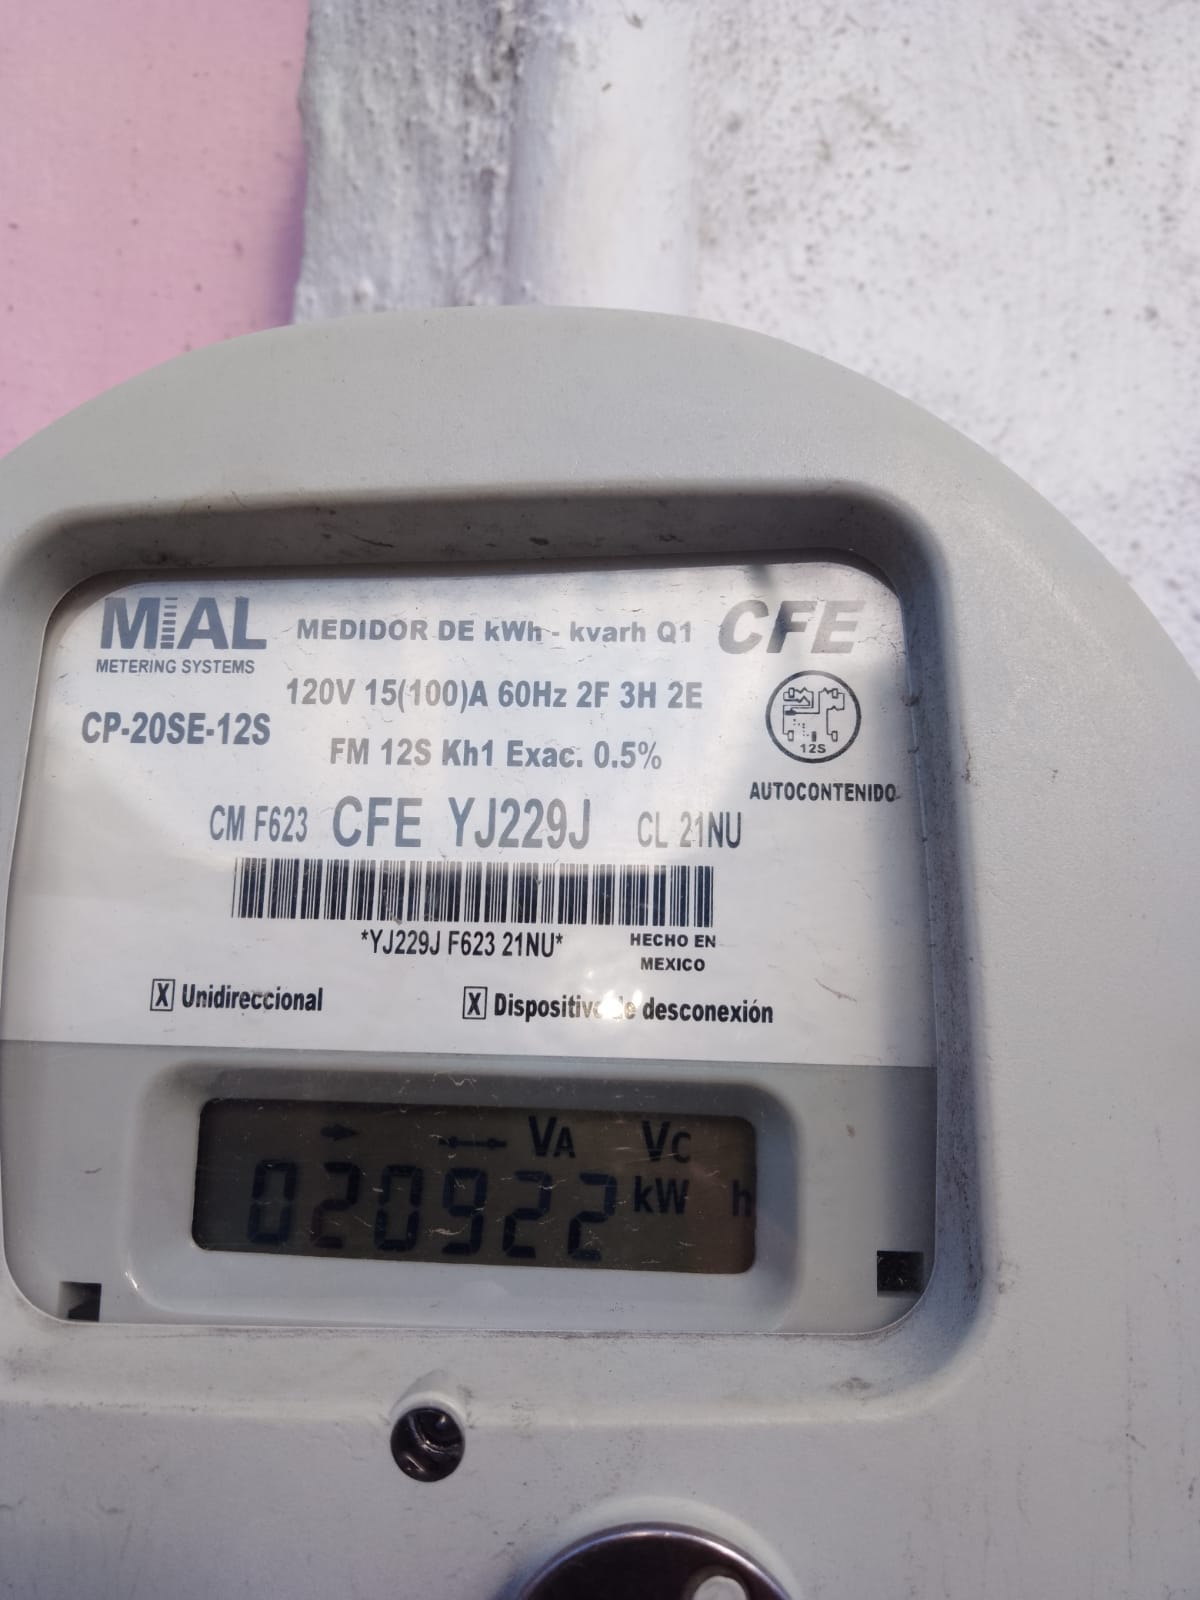 MIAL
METERING SYSTEMS
MEDIDOR DE kWh - kvarh Q1
CFE
120V 15(100)A 60Hz 2F 3H 2E
CP-20SE-12S
FM 12S Kh1 Exac. 0.5%
12S
AUTOCONTENIDO
CM F623 CFE YJ229J CL 21NU
*YJ229J F623 21NU*
HECHO EN
MEXICO
X Unidireccional
X Dispositivo de desconexión
VA VC
020922 kW h